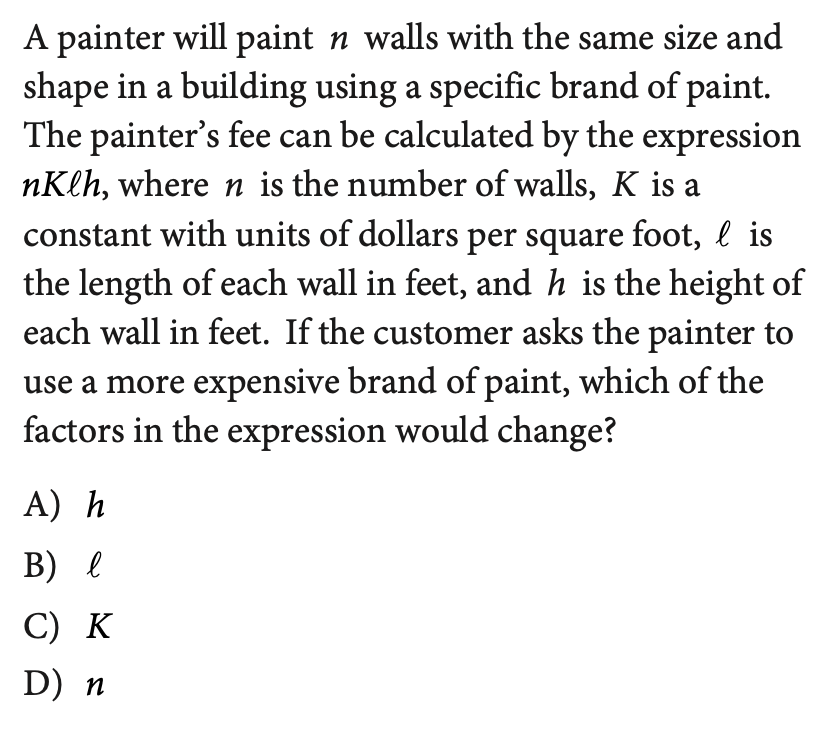 A painter will paint n walls with the same size and
shape in a building using a specific brand of paint.
The painter’s fee can be calculated by the expression
nKℓh, where n is the number of walls, K is a
constant with units of dollars per square foot, ℓ is
the length of each wall in feet, and h is the height of
each wall in feet. If the customer asks the painter to
use a more expensive brand of paint, which of the
factors in the expression would change?
A) h
B) ℓ
C) K
D) n